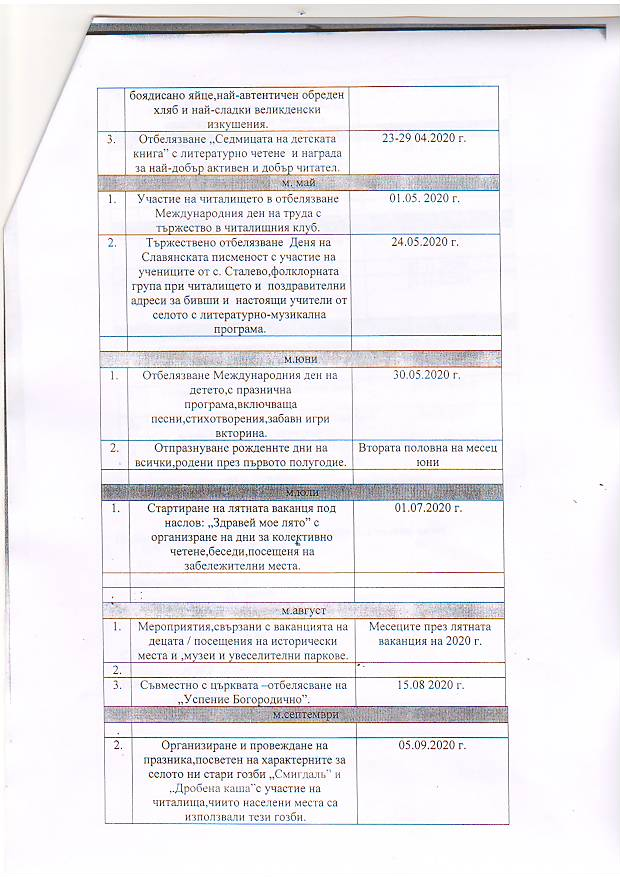 боядисано яйце,най-автентичен обреден
хляб и най-сладки великденски
изкушения.
3. Отбелязване „Седмицата на детската 23-29 04.2020 г.
книга” с литературно четене и награда
за най-добър активен и добър читател.
м. май
1. Участие на читалището в отбелязване 01.05. 2020 г.
Международния ден на труда с
тържество в читалищния клуб.
2. Тържествено отбелязване Деня на 24.05.2020 г.
Славянската писменост с участие на
учениците от с. Сталево,фолклорната
група при читалището и поздравителни
адреси за бивши и настоящи учители от
селото с литературно-музикална
програма.
м.юни
1. Отбелязване Международния ден на 30.05.2020 г.
детето,с празнична
програма,включваща
песни,стихотворения,забавн игри
вкторина.
2. Отпразнуване рожденнте дни на Втората половна на месец
всички,родени през първото полугодие. юни
м.юли
1. Стартиране на лятната ваканця под 01.07.2020 г.
наслов: „Здравей мое лято” с
организране на дни за колективно
четене,беседи,посещеня на
забележителни места.
м.август
1. Мероприятия,свързани с ваканцията на Месеците през лятната
децата / посещения на исторически ваканция на 2020 г.
места и ,музеи и увеселителни паркове.
2.
3. Съвместно с църквата –отбелясване на 15.08 2020 г.
„Успение Богородично”.
м.септември
2. Организиране и провеждане на 05.09.2020 г.
празника,посветен на характерните за
селото ни стари гозби „Смигдаль” и
„Дробена каша”с участие на
читалища,чиито населени места са
използвали тези гозби.